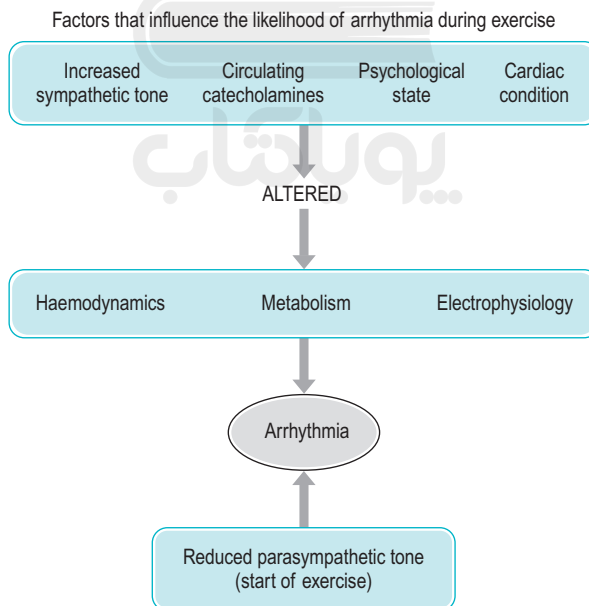 Factors that influence the likelihood of arrhythmia during exercise
Increased sympathetic tone
Circulating catecholamines
Psychological state
Cardiac condition
پویاکتاب
ALTERED
Haemodynamics Metabolism Electrophysiology
Arrhythmia
Reduced parasympathetic tone
(start of exercise)